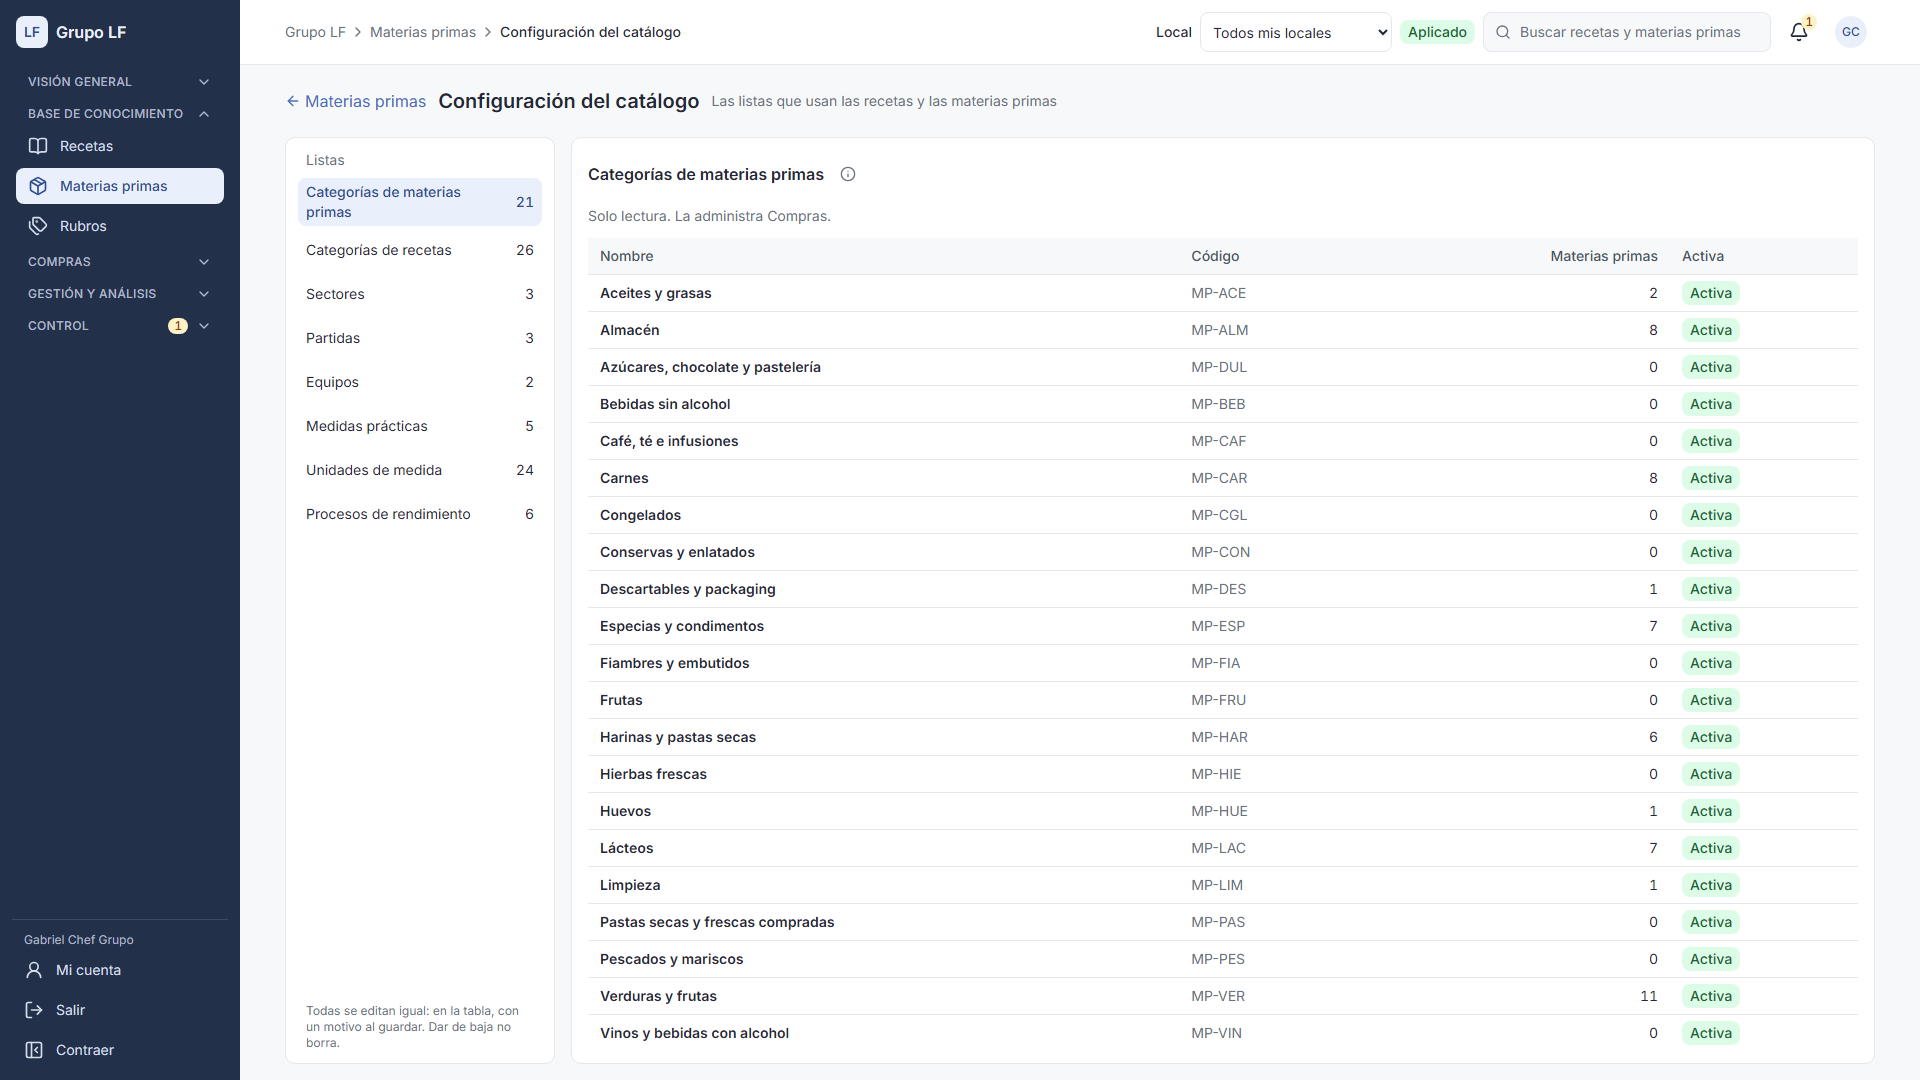 LF Grupo LF
VISIÓN GENERAL
BASE DE CONOCIMIENTO
Recetas
Materias primas
Rubros
COMPRAS
GESTIÓN Y ANÁLISIS
CONTROL 1
Gabriel Chef Grupo
Mi cuenta
Salir
Contraer
Grupo LF > Materias primas > Configuración del catálogo
Local Todos mis locales Aplicado Buscar recetas y materias primas 1 GC
← Materias primas Configuración del catálogo Las listas que usan las recetas y las materias primas
Listas
Categorías de materias
primas 21
Categorías de recetas 26
Sectores 3
Partidas 3
Equipos 2
Medidas prácticas 5
Unidades de medida 24
Procesos de rendimiento 6
Todas se editan igual: en la tabla, con
un motivo al guardar. Dar de baja no
borra.
Categorías de materias primas
Solo lectura. La administra Compras.
Nombre Código Materias primas Activa
Aceites y grasas MP-ACE 2 Activa
Almacén MP-ALM 8 Activa
Azúcares, chocolate y pastelería MP-DUL 0 Activa
Bebidas sin alcohol MP-BEB 0 Activa
Café, té e infusiones MP-CAF 0 Activa
Carnes MP-CAR 8 Activa
Congelados MP-CGL 0 Activa
Conservas y enlatados MP-CON 0 Activa
Descartables y packaging MP-DES 1 Activa
Especias y condimentos MP-ESP 7 Activa
Fiambres y embutidos MP-FIA 0 Activa
Frutas MP-FRU 0 Activa
Harinas y pastas secas MP-HAR 6 Activa
Hierbas frescas MP-HIE 0 Activa
Huevos MP-HUE 1 Activa
Lácteos MP-LAC 7 Activa
Limpieza MP-LIM 1 Activa
Pastas secas y frescas compradas MP-PAS 0 Activa
Pescados y mariscos MP-PES 0 Activa
Verduras y frutas MP-VER 11 Activa
Vinos y bebidas con alcohol MP-VIN 0 Activa